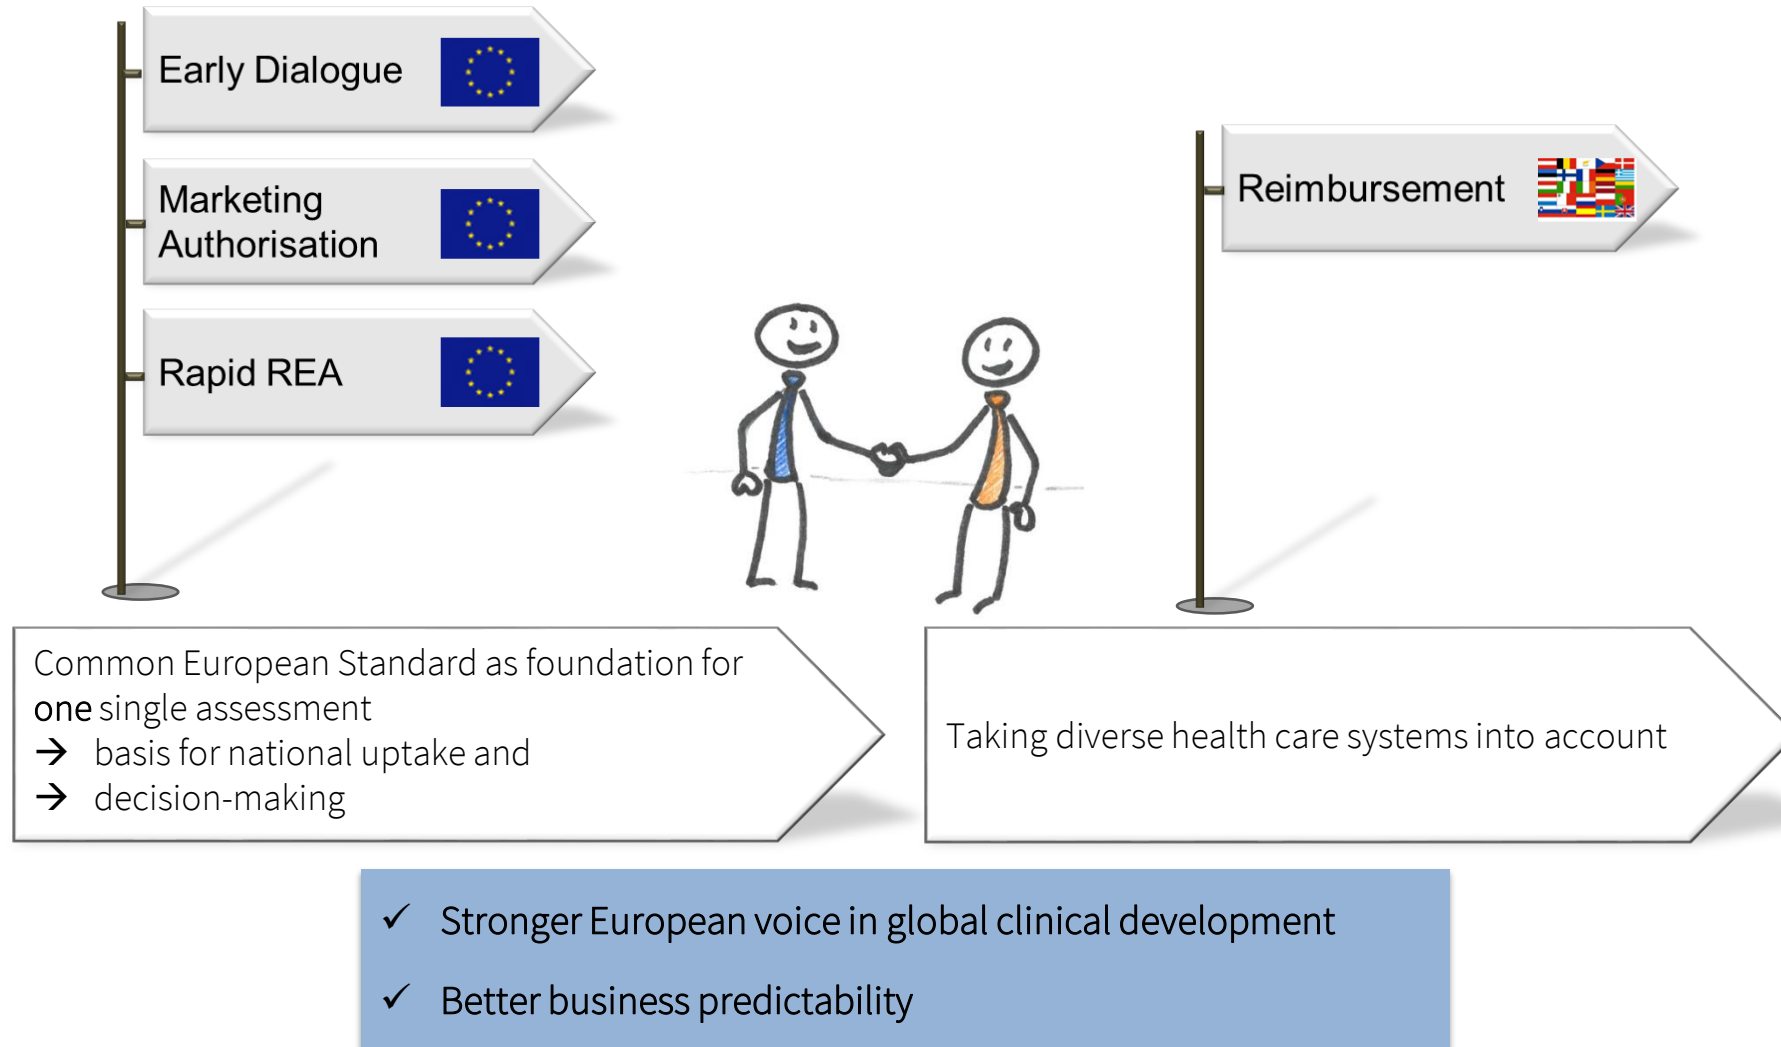 Early Dialogue
Marketing
Authorisation
Rapid REA
Reimbursement
Common European Standard as foundation for
one single assessment
→ basis for national uptake and
→ decision-making
Taking diverse health care systems into account
✓ Stronger European voice in global clinical development
✓ Better business predictability